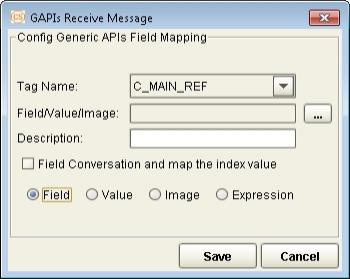 GAPIs Receive Message
Config Generic APIs Field Mapping
Tag Name: C_MAIN_REF
Field/Value/Image: ...
Description:
Field Conversation and map the index value
Field Value Image Expression
Save Cancel